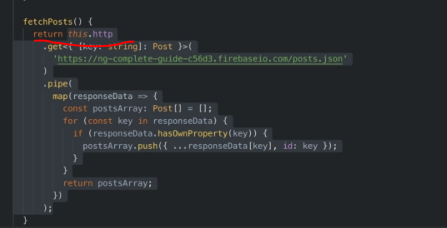 fetchPosts() {
return this.http
.get<{ [key: string]: Post }>(
'https://ng-complete-guide-c56d3.firebaseio.com/posts.json'
)
.pipe(
map(responseData => {
const postsArray: Post[] = [];
for (const key in responseData) {
if (responseData.hasOwnProperty(key)) {
postsArray.push({ ...responseData[key], id: key });
}
}
return postsArray;
})
);
}